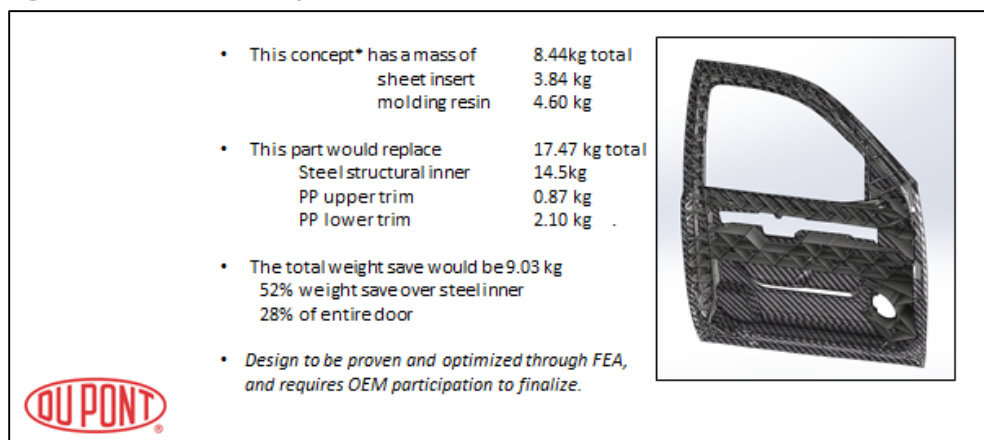 • This concept* has a mass of 8.44kg total
sheet insert 3.84 kg
molding resin 4.60 kg
• This part would replace 17.47 kg total
Steel structural inner 14.5kg
PP upper trim 0.87 kg
PP lower trim 2.10 kg .
• The total weight save would be 9.03 kg
52% weight save over steel inner
28% of entire door
• Design to be proven and optimized through FEA,
and requires OEM participation to finalize.
DU PONT®